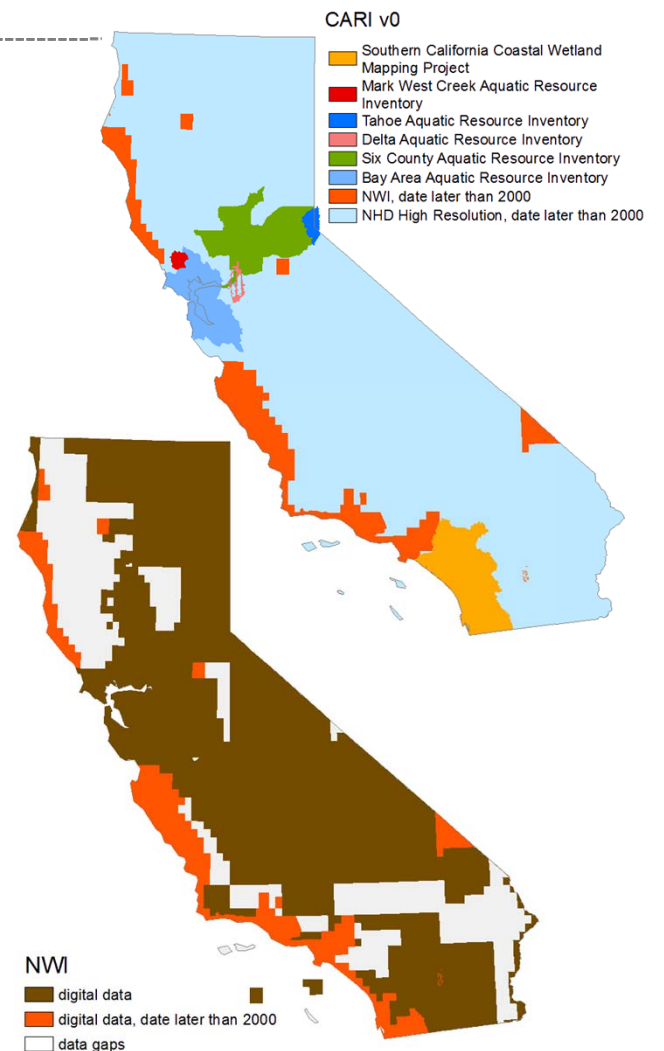 CARI v0
Southern California Coastal Wetland
Mapping Project
Mark West Creek Aquatic Resource
Inventory
Tahoe Aquatic Resource Inventory
Delta Aquatic Resource Inventory
Six County Aquatic Resource Inventory
Bay Area Aquatic Resource Inventory
NWI, date later than 2000
NHD High Resolution, date later than 2000
NWI
digital data
digital data, date later than 2000
data gaps